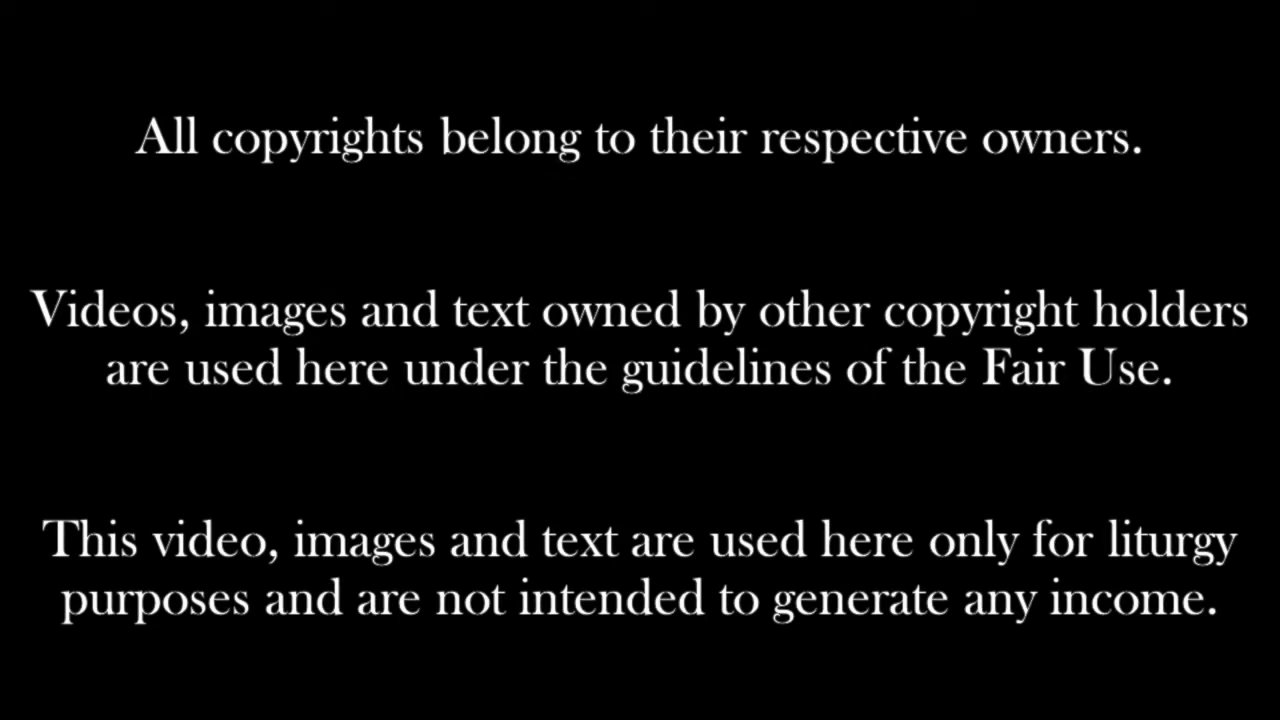 All copyrights belong to their respective owners.
Videos, images and text owned by other copyright holders
are used here under the guidelines of the Fair Use.
This video, images and text are used here only for liturgy
purposes and are not intended to generate any income.